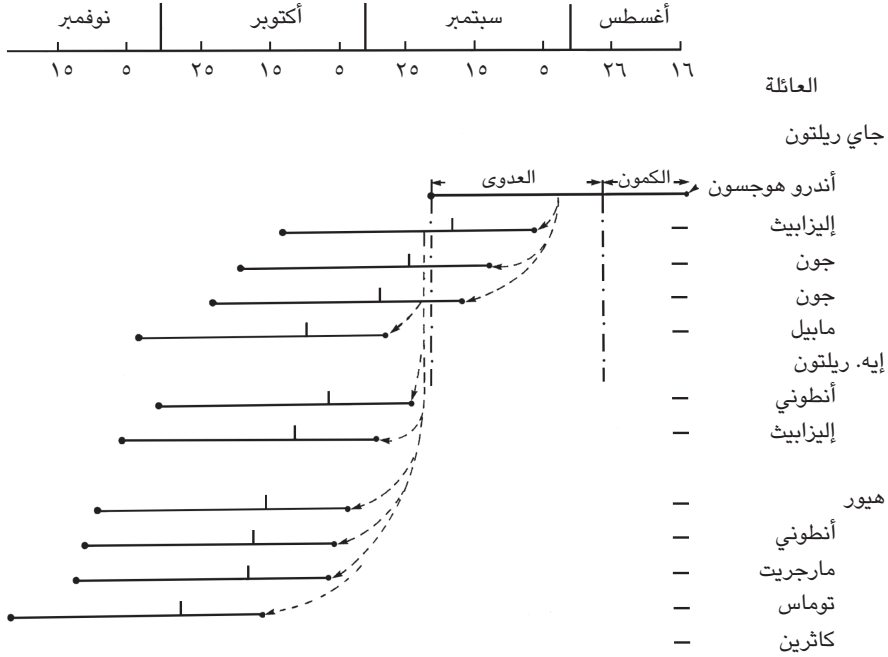 أغسطس سبتمبر أكتوبر نوفمبر
١٦ ٢٦ ٥ ١٥ ٢٥ ٥ ١٥ ٢٥ ٥ ١٥
العائلة
جاي ريلتون
أندرو هوجسون الكمون العدوى
إليزابيث
جون
جون
مابيل
إيه. ريلتون
أنطوني
إليزابيث
هيور
أنطوني
مارجريت
توماس
كاثرين